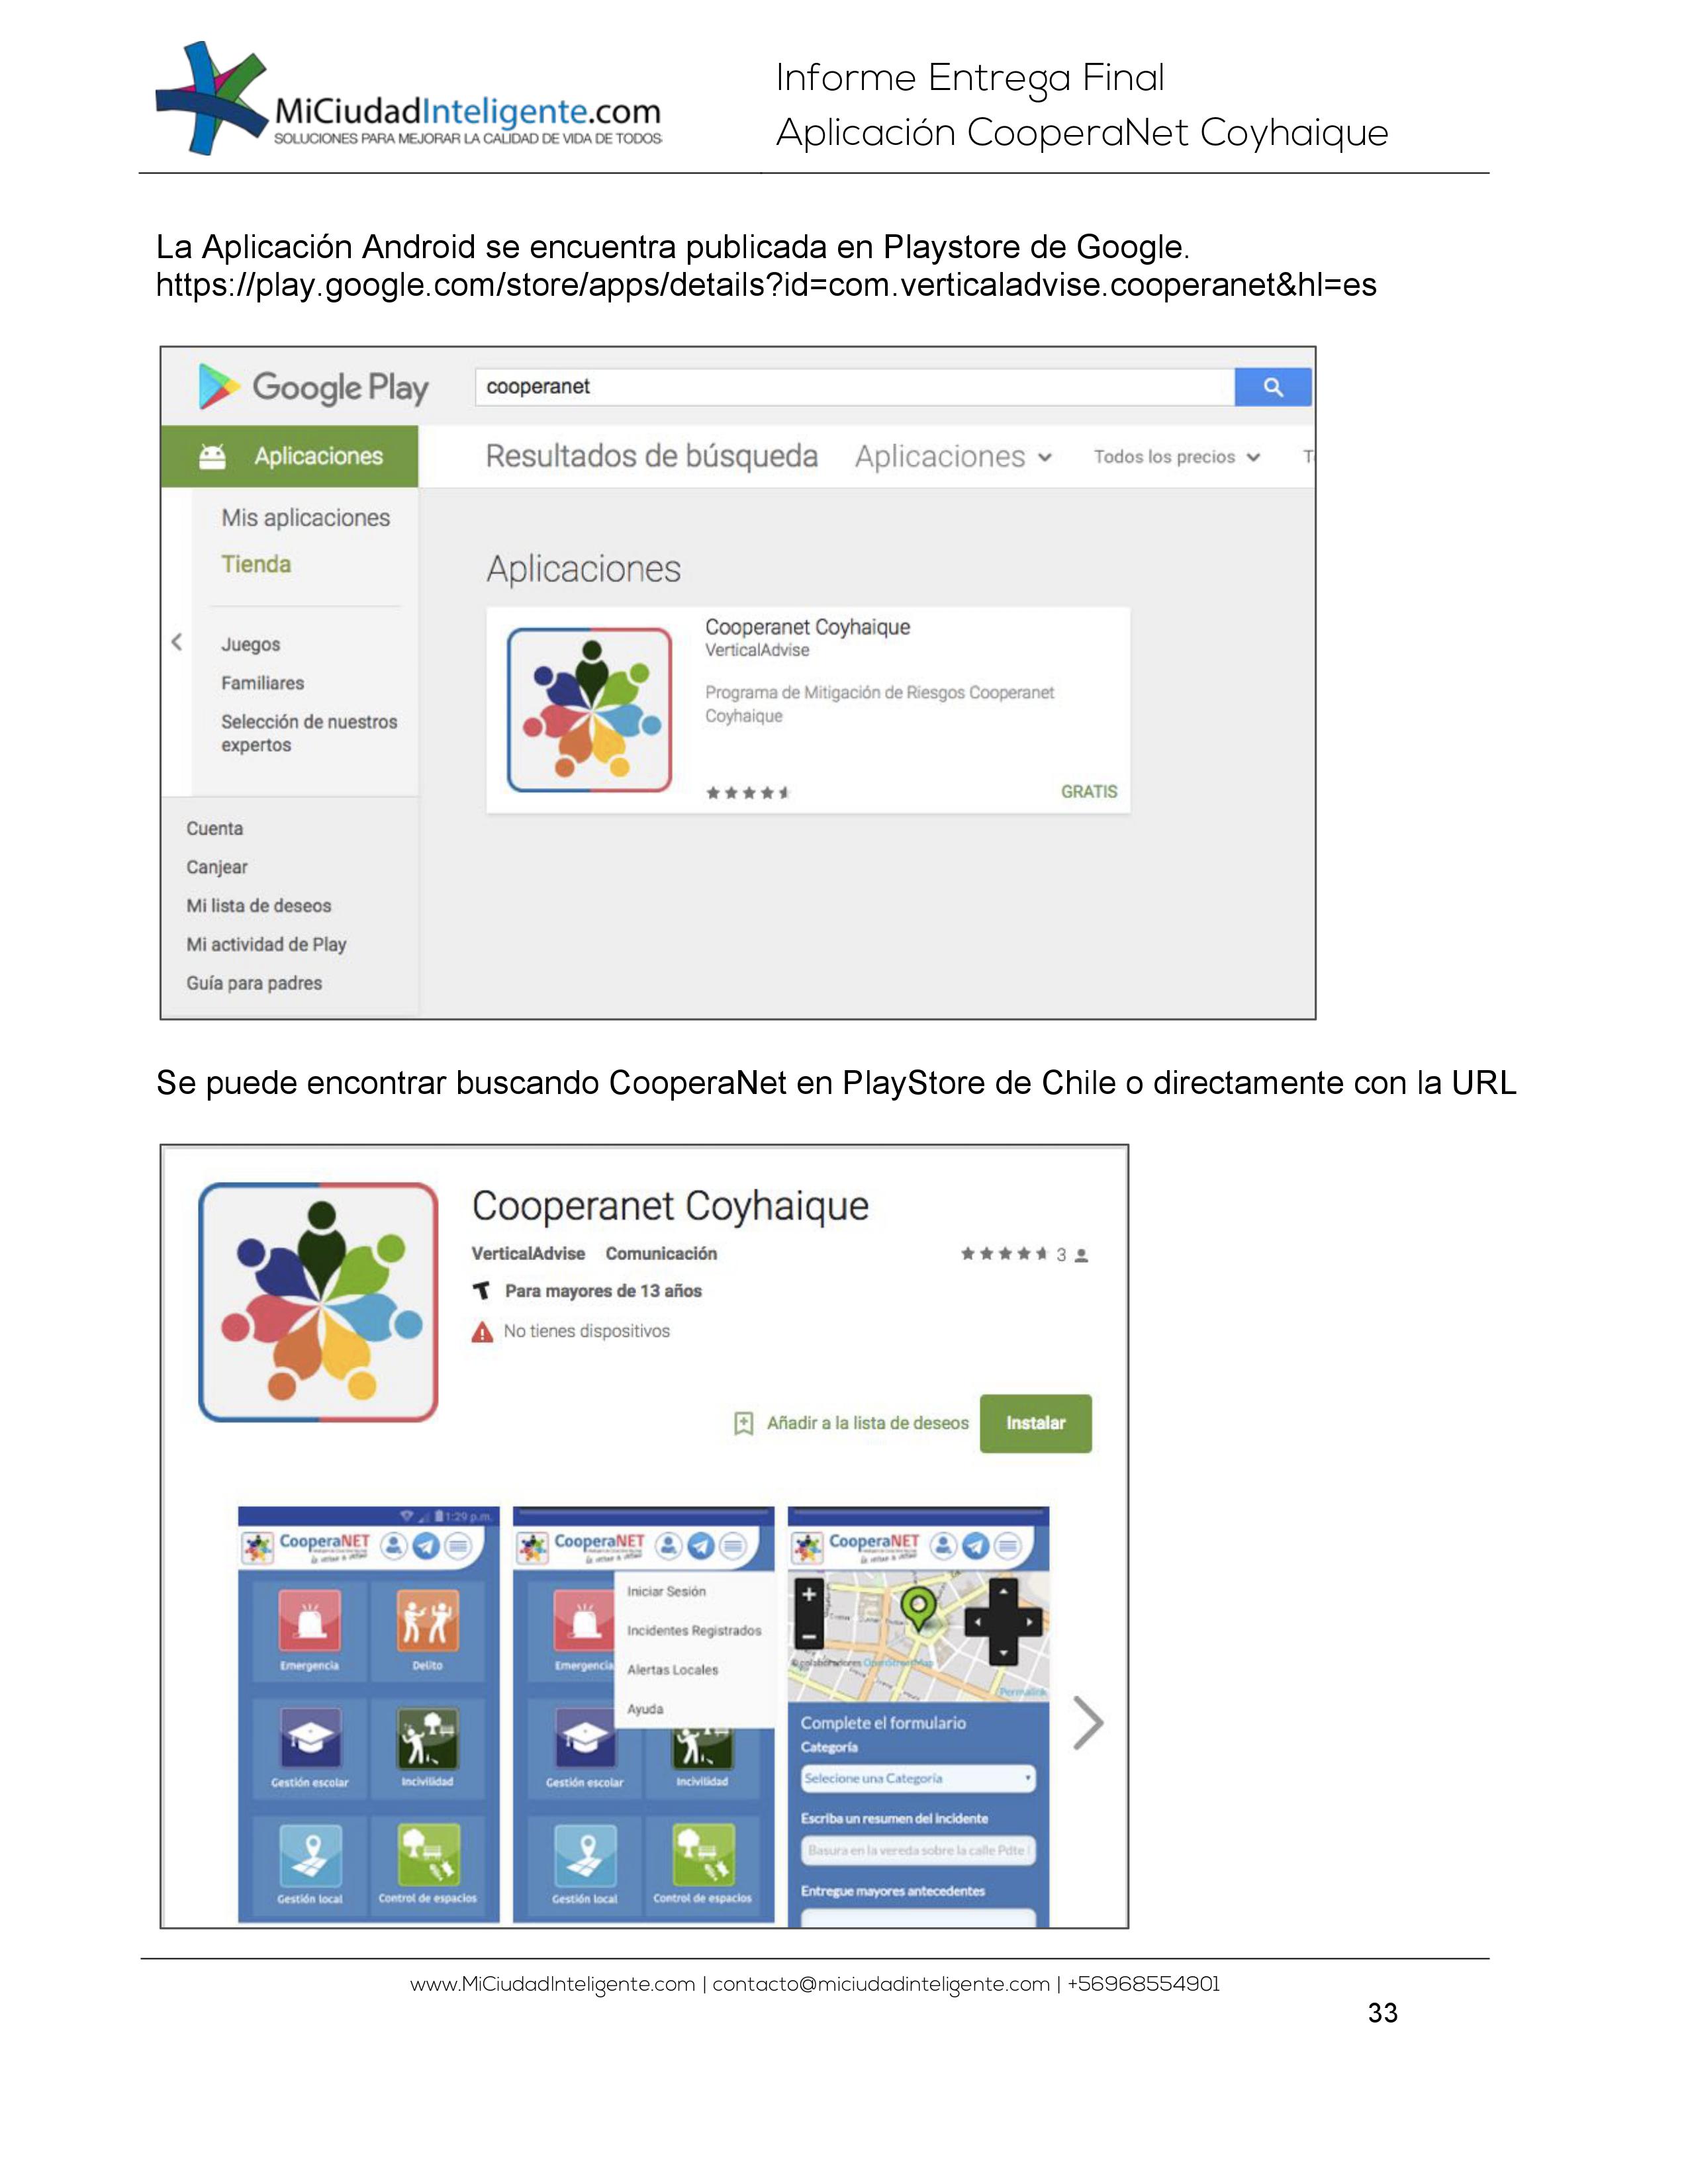 MiCiudadInteligente.com
SOLUCIONES PARA MEJORAR LA CALIDAD DE VIDA DE TODOS
Informe Entrega Final
Aplicación CooperaNet Coyhaique
La Aplicación Android se encuentra publicada en Playstore de Google.
https://play.google.com/store/apps/details?id=com.verticaladvise.cooperanet&hl=es
Google Play
cooperanet
Aplicaciones
Resultados de búsqueda Aplicaciones Todos los precios
Mis aplicaciones
Tienda
Juegos
Familiares
Selección de nuestros
expertos
Cuenta
Canjear
Mi lista de deseos
Mi actividad de Play
Guía para padres
Aplicaciones
Cooperanet Coyhaique
VerticalAdvise
Programa de Mitigación de Riesgos Cooperanet
Coyhaique
GRATIS
Se puede encontrar buscando CooperaNet en PlayStore de Chile o directamente con la URL
Cooperanet Coyhaique
VerticalAdvise Comunicación
3
T Para mayores de 13 años
No tienes dispositivos
Añadir a la lista de deseos
Instalar
1:29 p.m.
CooperaNET
Emergencia
Delito
Gestión escolar
Incivilidad
Gestión local
Control de espacios
CooperaNET
Iniciar Sesión
Incidentes Registrados
Alertas Locales
Ayuda
Emergencia
Gestión escolar
Incivilidad
Gestión local
Control de espacios
CooperaNET
+
−
colaboradores OpenStreetMap
Permalink
Complete el formulario
Categoría
Selecione una Categoría
Escriba un resumen del incidente
Basura en la vereda sobre la calle Pdte
Entregue mayores antecedentes
www.MiCiudadInteligente.com | contacto@miciudadinteligente.com | +56968554901
33